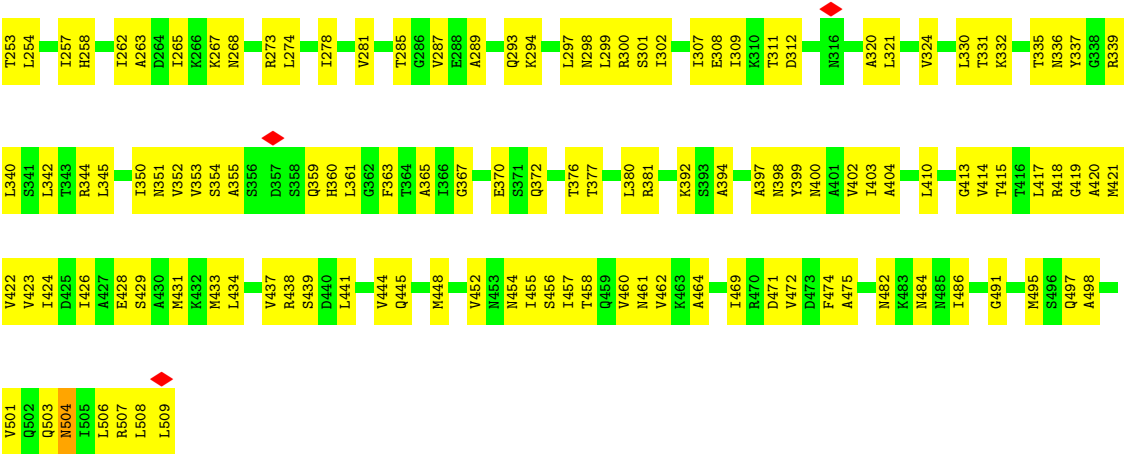 T253 L254 I257 H258 I262 A263 D264 I265 K266 K267 N268 R273 L274 I278 V281 T285 G286 V287 E288 A289 Q293 K294 L297 N298 L299 R300 S301 I302 I307 E308 I309 K310 T311 D312 N316 A320 L321 V324 L330 T331 K332 T335 N336 Y337 G338 R339
L340 S341 L342 T343 R344 L345 I350 N351 V352 V353 S354 A355 S356 D357 S358 Q359 H360 L361 G362 F363 T364 A365 I366 G367 E370 S371 Q372 T376 T377 L380 R381 K392 S393 A394 A397 N398 Y399 N400 A401 V402 I403 A404 L410 G413 V414 T415 T416 L417 R418 G419 A420 M421
V422 V423 I424 D425 I426 A427 E428 S429 A430 M431 K432 M433 L434 V437 R438 S439 D440 L441 V444 Q445 M448 V452 N453 N454 I455 S456 I457 T458 Q459 V460 N461 V462 K463 A464 I469 R470 D471 V472 D473 F474 A475 N482 K483 N484 N485 I486 G491 M495 S496 Q497 A498
V501 Q502 Q503 N504 I505 L506 R507 L508 L509